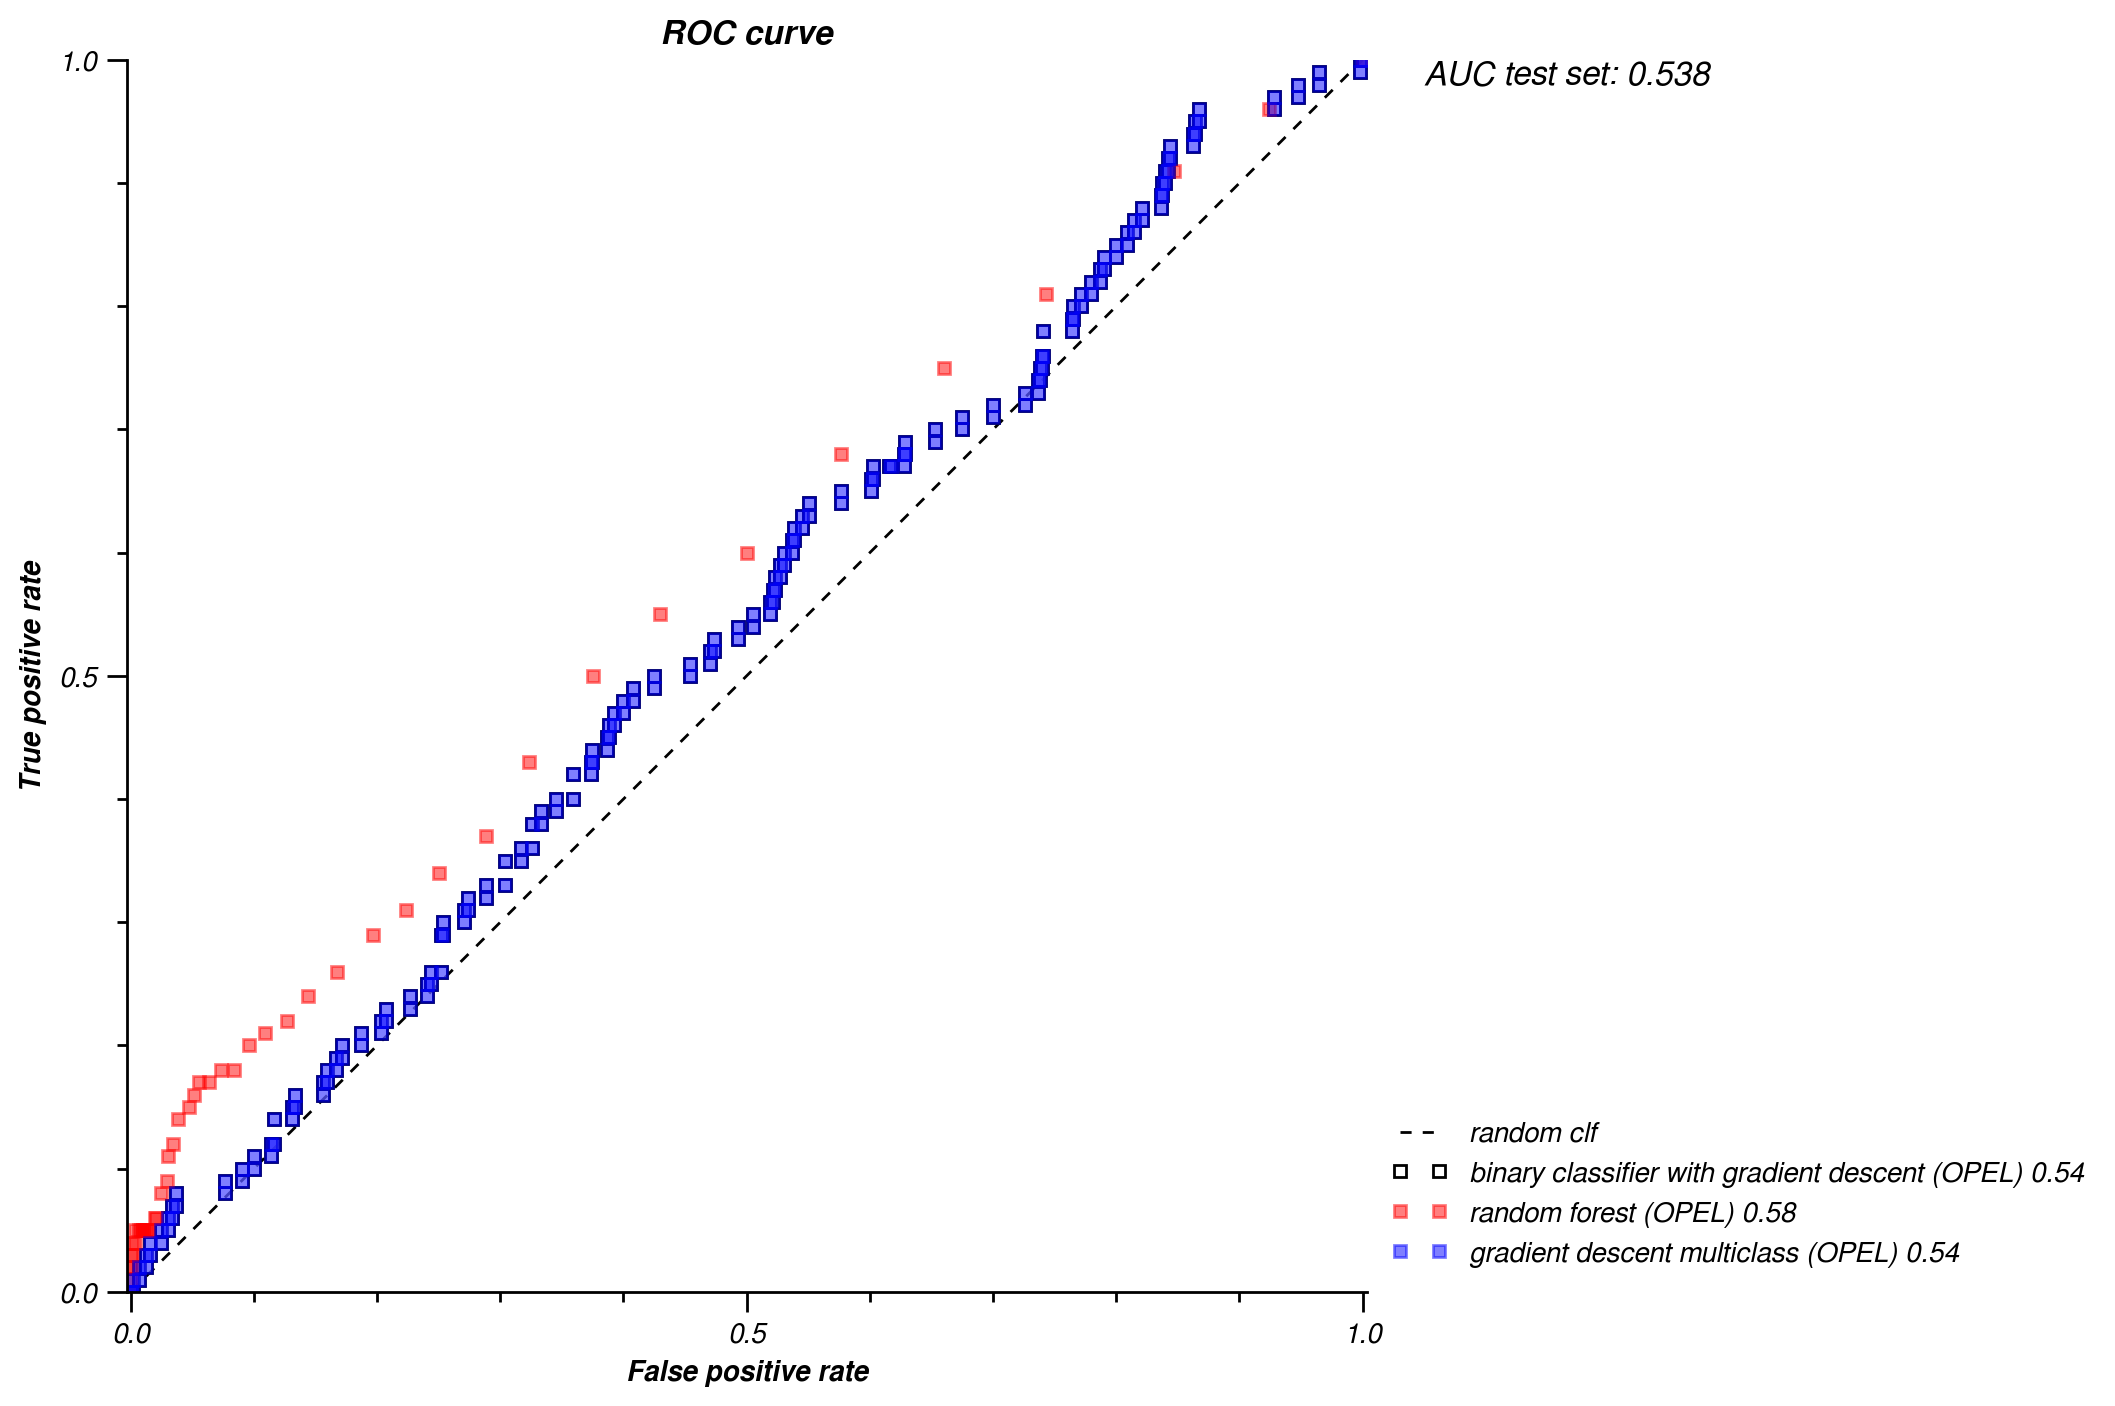 ROC curve
AUC test set: 0.538
1.0
0.5
0.0
True positive rate
0.0
0.5
1.0
False positive rate
random clf
binary classifier with gradient descent (OPEL) 0.54
random forest (OPEL) 0.58
gradient descent multiclass (OPEL) 0.54